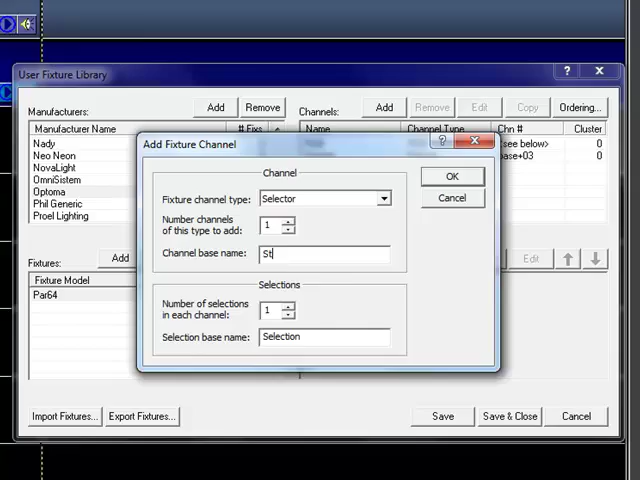 User Fixture Library
?
Manufacturers:
Add
Remove
Channels:
Add
Remove
Edit
Copy
Ordering...
Manufacturer Name
# Fixs
Name
Channel Type
Chn #
Cluster
Nady
Neo Neon
NovaLight
OmniSistem
Optoma
Phil Generic
Proel Lighting
<see below>
0
base+03
0
Add Fixture Channel
?
Channel
Fixture channel type:
Selector
Number channels
of this type to add:
1
Channel base name:
St
OK
Cancel
Selections
Number of selections
in each channel:
1
Selection base name:
Selection
Fixtures:
Add
Edit
Fixture Model
Par64
Import Fixtures...
Export Fixtures...
Save
Save & Close
Cancel